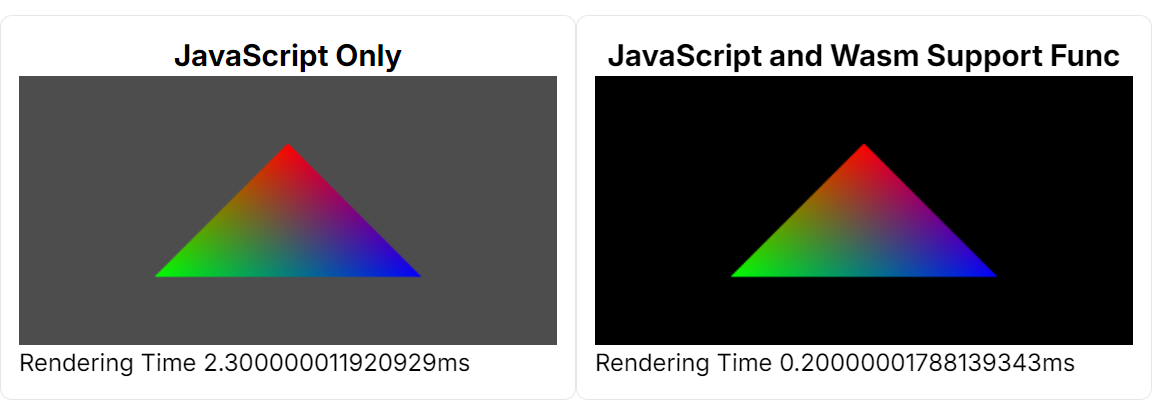 JavaScript Only
Rendering Time 2.300000011920929ms
JavaScript and Wasm Support Func
Rendering Time 0.20000001788139343ms